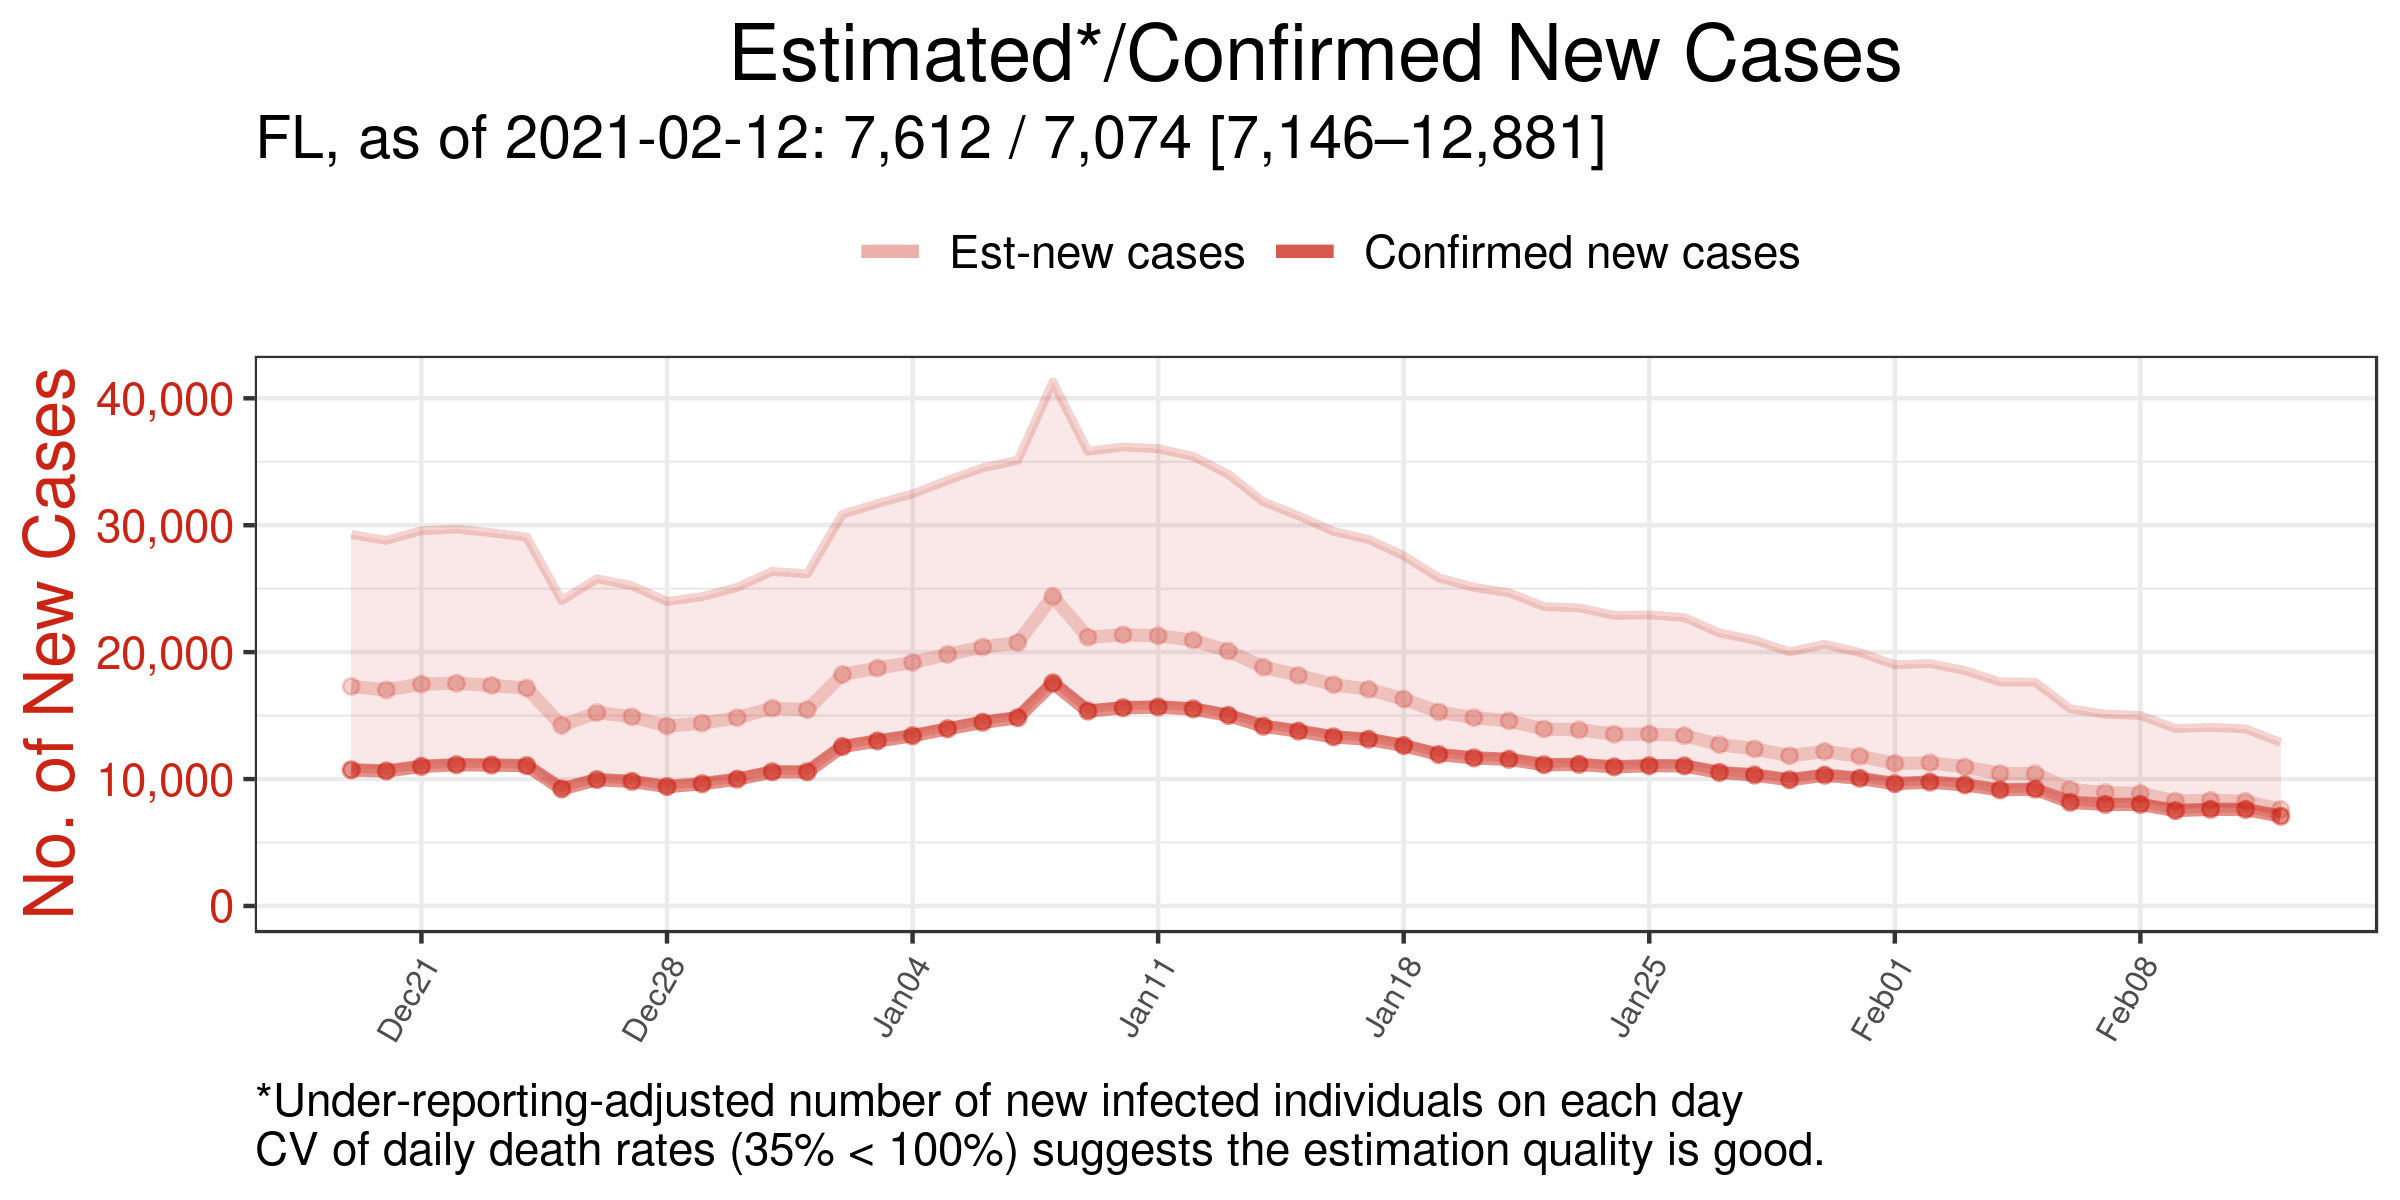 Estimated*/Confirmed New Cases
FL, as of 2021-02-12: 7,612 / 7,074 [7,146–12,881]
Est-new cases Confirmed new cases
No. of New Cases
40,000
30,000
20,000
10,000
0
Dec21 Dec28 Jan04 Jan11 Jan18 Jan25 Feb01 Feb08
*Under-reporting-adjusted number of new infected individuals on each day
CV of daily death rates (35% < 100%) suggests the estimation quality is good.